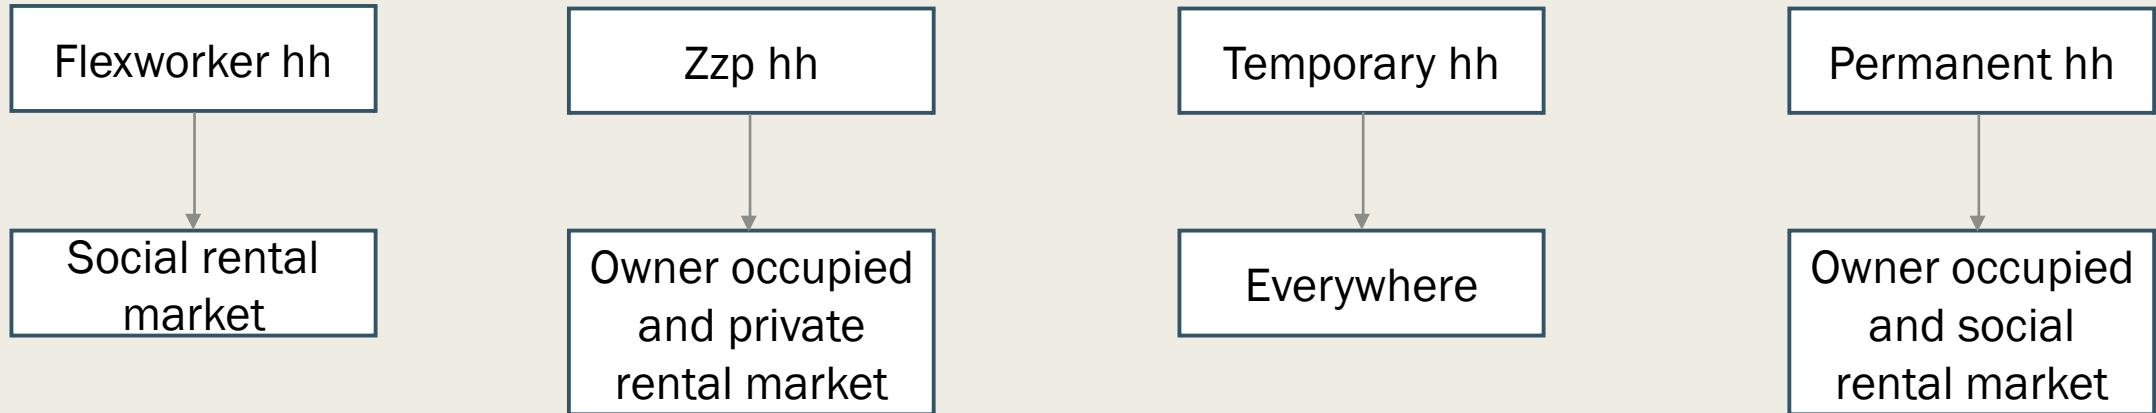 Flexworker hh
Zzp hh
Temporary hh
Permanent hh
Social rental
market
Owner occupied
and private
rental market
Everywhere
Owner occupied
and social
rental market